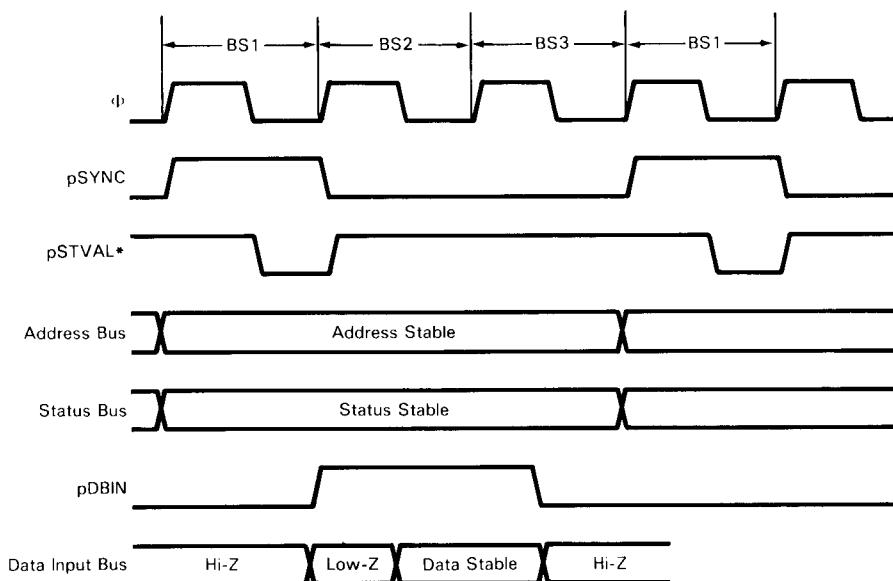 BS1 BS2 BS3 BS1
Φ
pSYNC
pSTVAL*
Address Bus Address Stable
Status Bus Status Stable
pDBIN
Data Input Bus Hi-Z Low-Z Data Stable Hi-Z